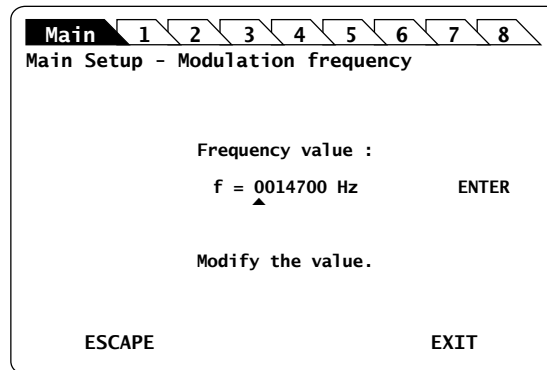 Main 1 2 3 4 5 6 7 8
Main Setup - Modulation frequency
Frequency value :
f = 0014700 Hz ENTER
Modify the value.
ESCAPE EXIT